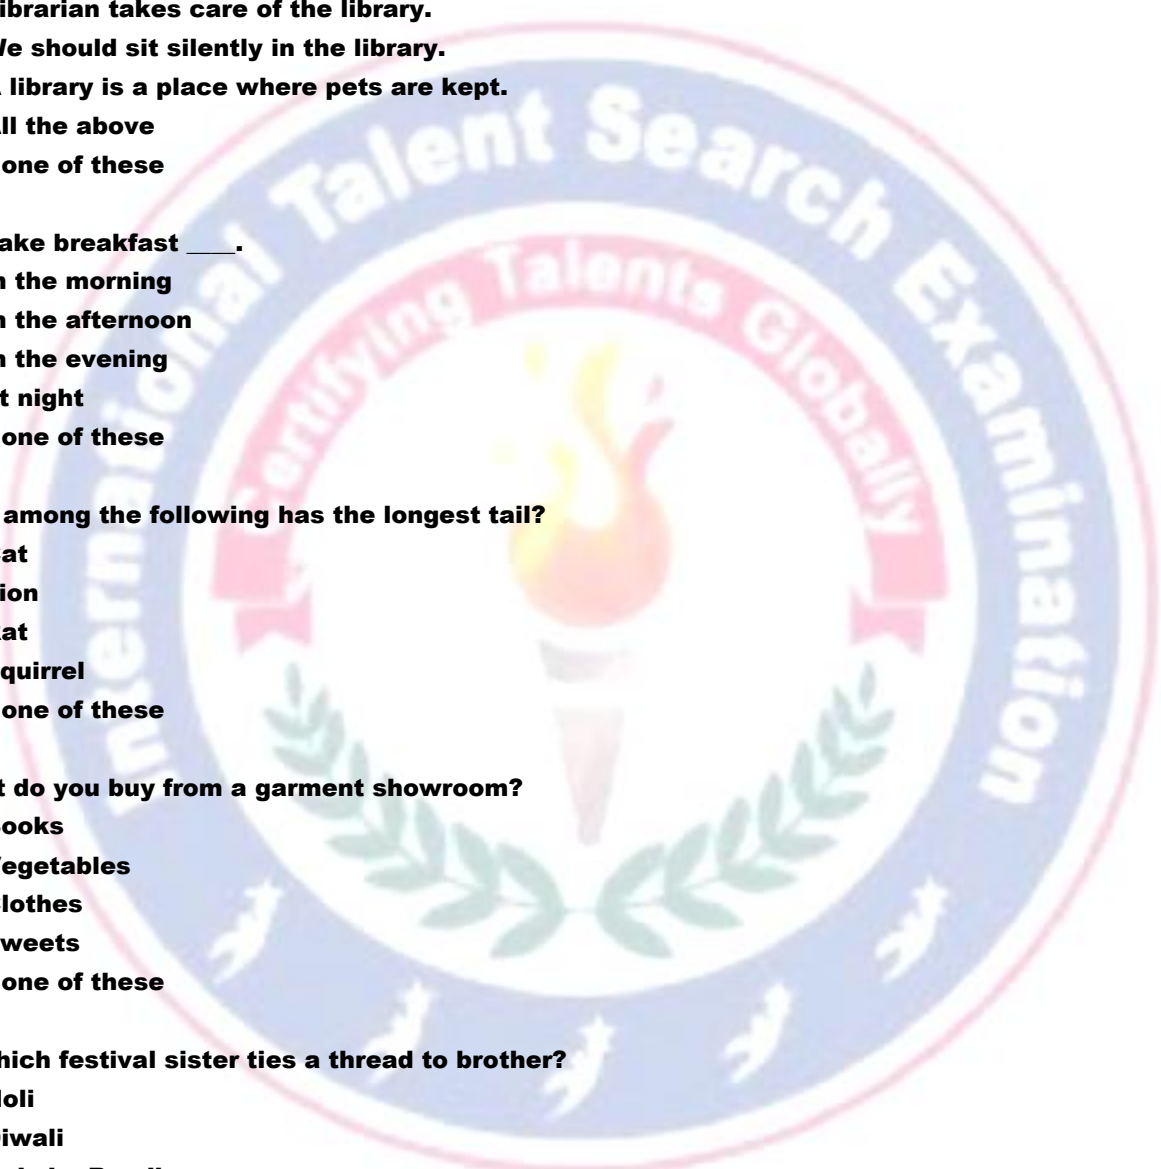 ibrarian takes care of the library.
e should sit silently in the library.
library is a place where pets are kept.
ll the above
one of these
ake breakfast ____.
n the morning
n the afternoon
n the evening
t night
one of these
among the following has the longest tail?
at
ion
at
quirrel
one of these
t do you buy from a garment showroom?
ooks
egetables
lothes
weets
one of these
hich festival sister ties a thread to brother?
oli
iwali
International Talent Search Examination
Certifying Talents Globally